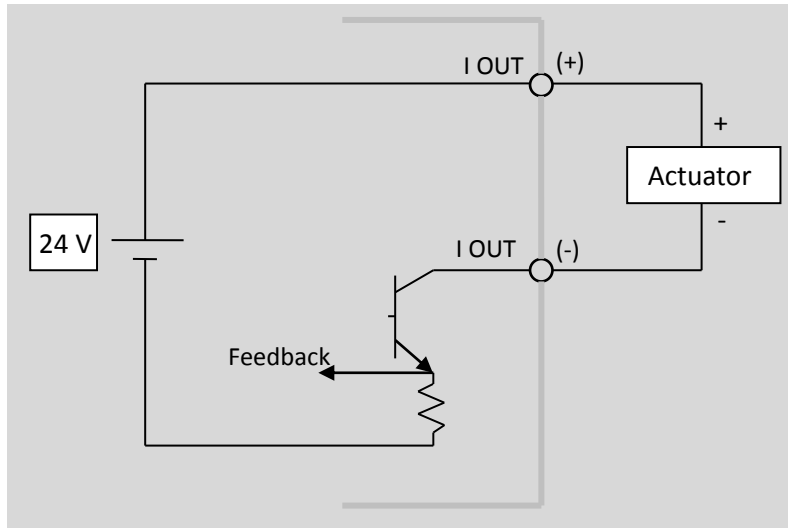 I OUT (+)
+
Actuator
-
24 V
I OUT (-)
Feedback